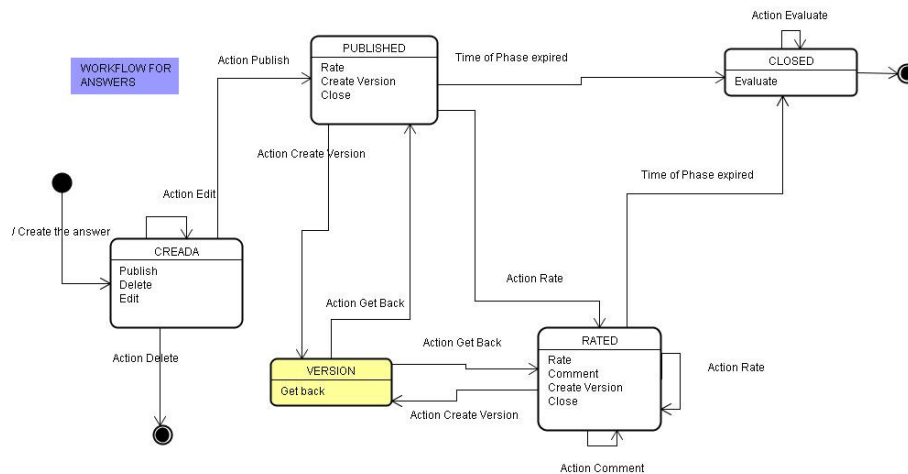 Action Evaluate
PUBLISHED
Rate
Create Version
Close
Time of Phase expired
CLOSED
Evaluate
Action Publish
WORKFLOW FOR
ANSWERS
Action Create Version
Time of Phase expired
Action Edit
/ Create the answer
CREADA
Publish
Delete
Edit
Action Rate
Action Get Back
RATED
Rate
Comment
Create Version
Close
Action Get Back
Action Delete
VERSION
Get back
Action Rate
Action Create Version
Action Comment